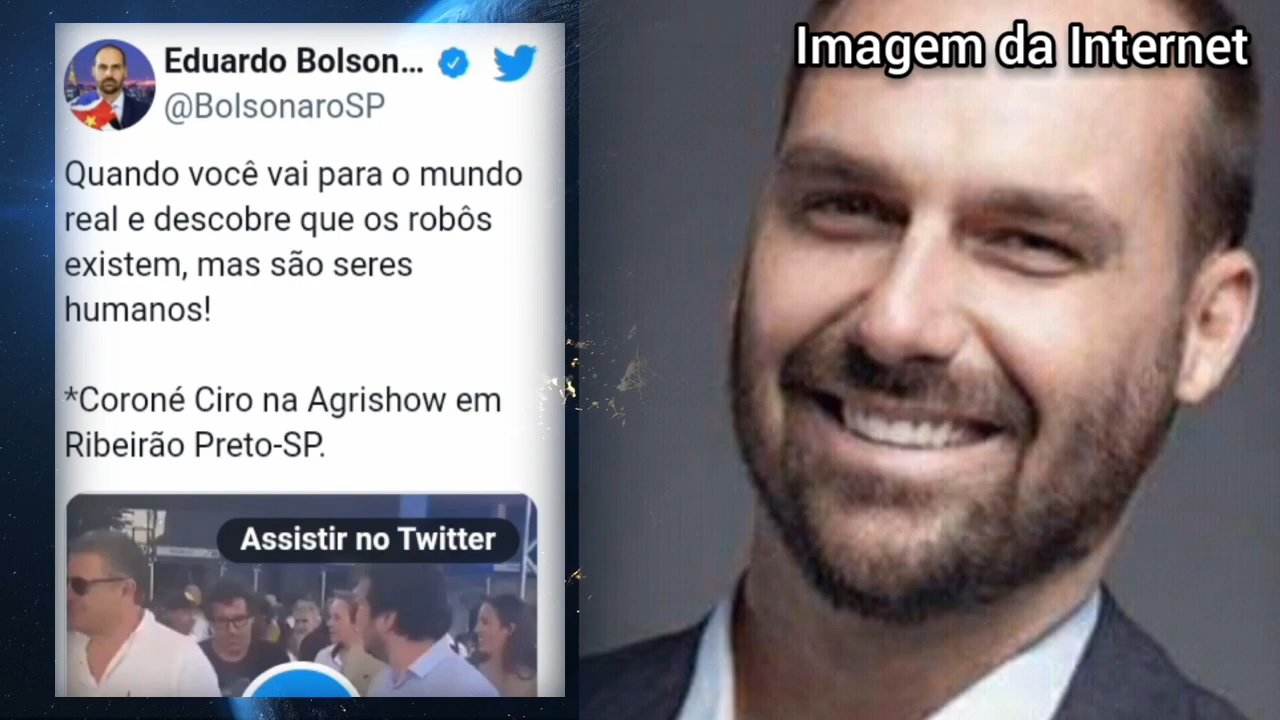 Eduardo Bolson...
@BolsonaroSP
Quando você vai para o mundo
real e descobre que os robôs
existem, mas são seres
humanos!
*Coroné Ciro na Agrishow em
Ribeirão Preto-SP.
Assistir no Twitter
Imagem da Internet